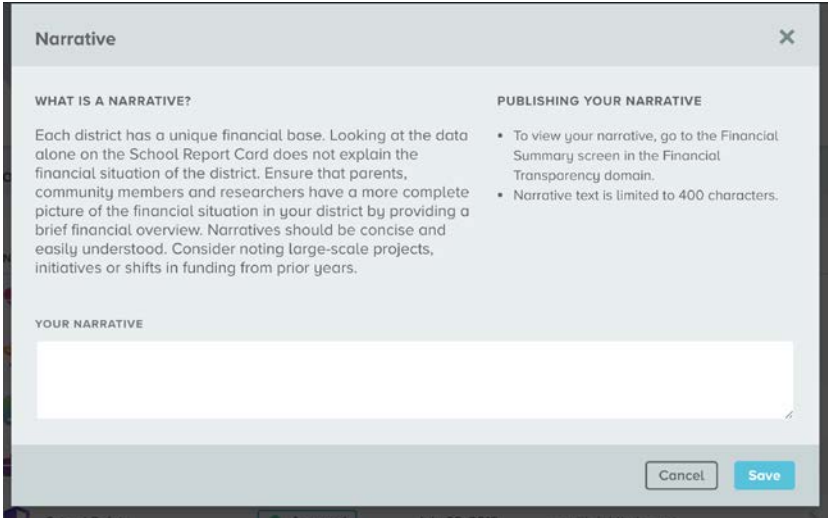 Narrative
WHAT IS A NARRATIVE?
Each district has a unique financial base. Looking at the data
alone on the School Report Card does not explain the
financial situation of the district. Ensure that parents,
community members and researchers have a more complete
picture of the financial situation in your district by providing a
brief financial overview. Narratives should be concise and
easily understood. Consider noting large-scale projects,
initiatives or shifts in funding from prior years.
PUBLISHING YOUR NARRATIVE
• To view your narrative, go to the Financial
Summary screen in the Financial
Transparency domain.
• Narrative text is limited to 400 characters.
YOUR NARRATIVE
Cancel
Save